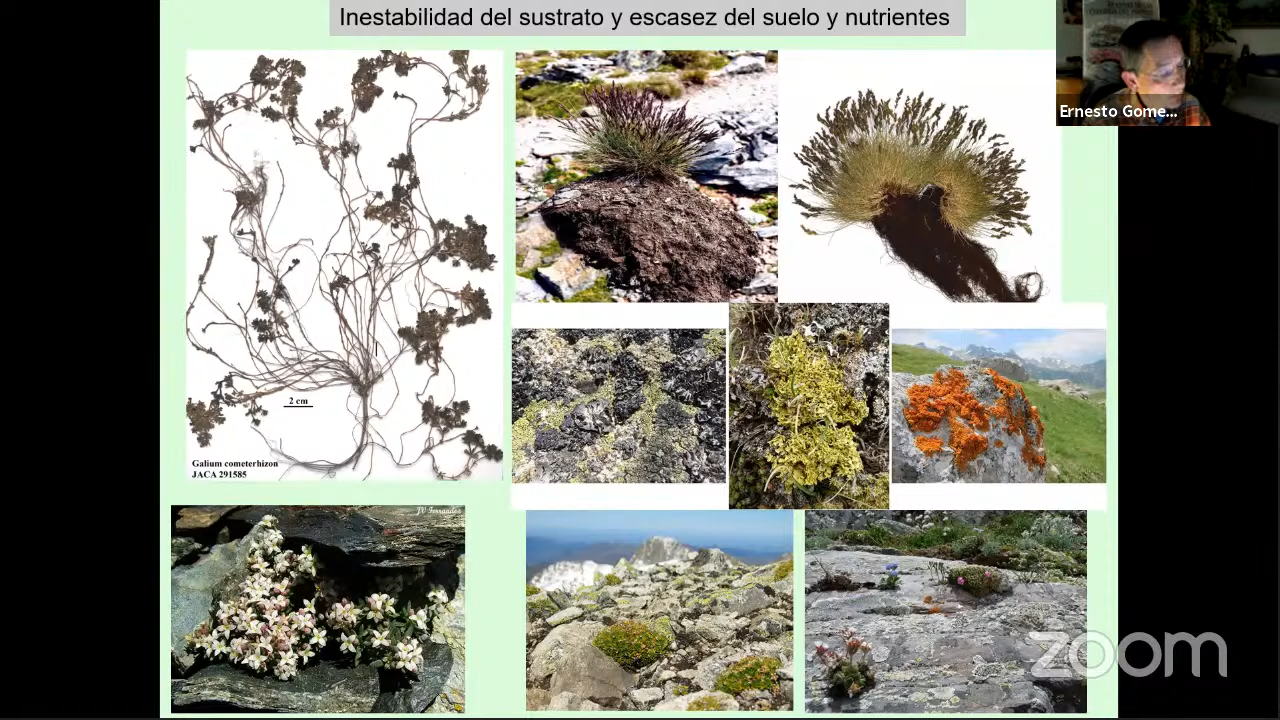 Inestabilidad del sustrato y escasez del suelo y nutrientes
Ernesto Gome...
2 cm
Galium cometerhizon
JACA 291585
JV Ferrández
zoom